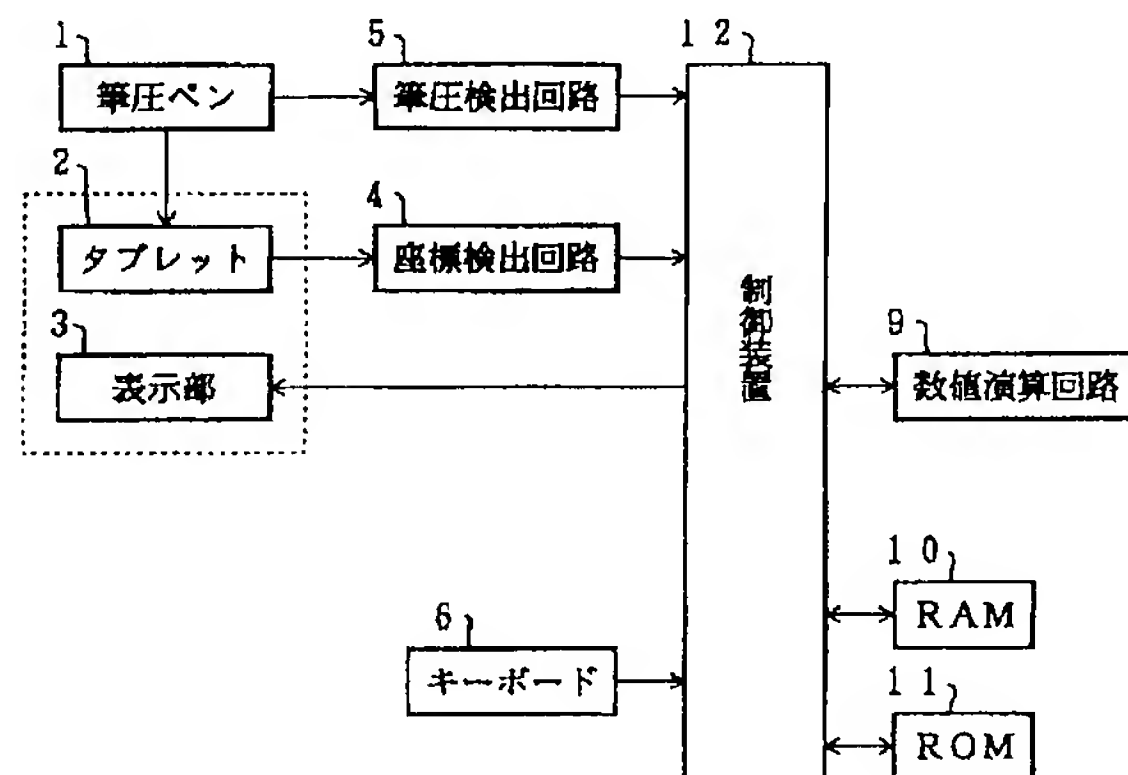 1
筆圧ペン
5
筆圧検出回路
12
2
タブレット
4
座標検出回路
3
表示部
制御装置
9
数値演算回路
10
RAM
6
キーボード
11
ROM